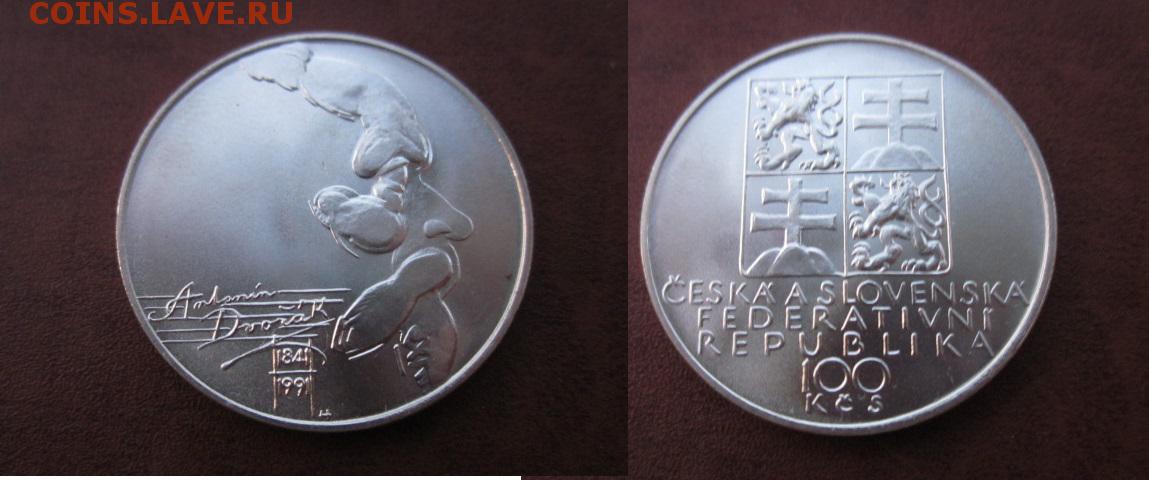 COINS.LAVE.RU
Antonín
Dvořák
1841
1991
ČESKÁ A SLOVENSKÁ
FEDERATIVNÍ
REPUBLIKA
100
KČS